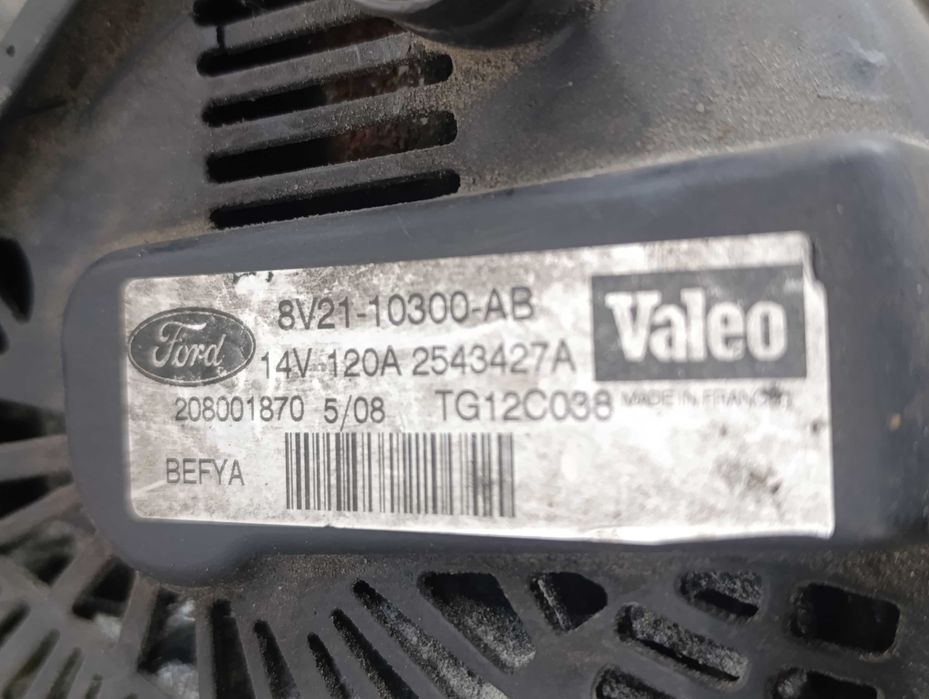 Ford
8V21-10300-AB
Valeo
14V 120A 2543427A
208001870 5/08 TG12C038 MADE IN FRANCE
BEFYA